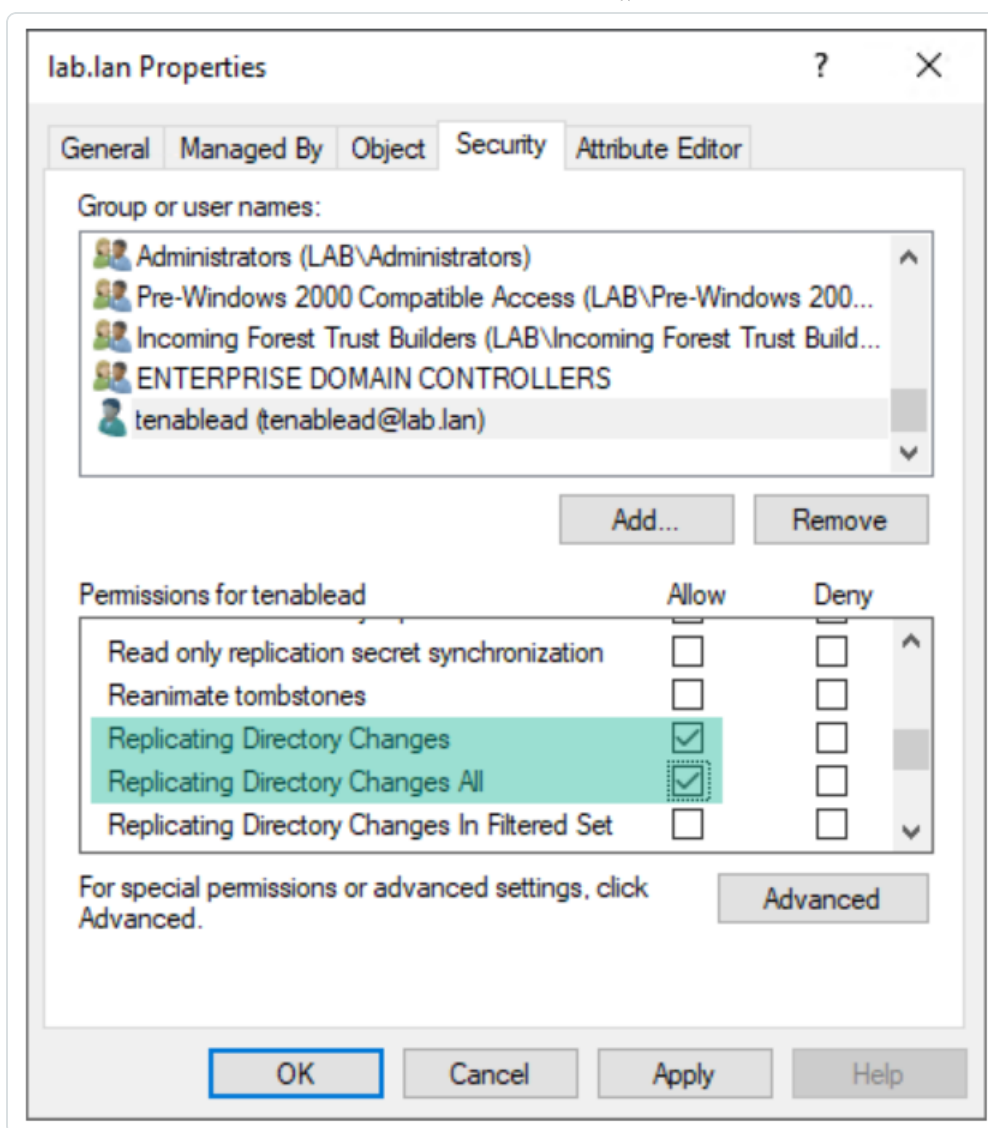 lab.lan Properties
?
General Managed By Object Security Attribute Editor
Group or user names:
Administrators (LAB\Administrators)
Pre-Windows 2000 Compatible Access (LAB\Pre-Windows 200...
Incoming Forest Trust Builders (LAB\Incoming Forest Trust Build...
ENTERPRISE DOMAIN CONTROLLERS
tenablead (tenablead@lab.lan)
Add... Remove
Permissions for tenablead Allow Deny
Read only replication secret synchronization
Reanimate tombstones
Replicating Directory Changes
Replicating Directory Changes All
Replicating Directory Changes In Filtered Set
For special permissions or advanced settings, click
Advanced.
Advanced
OK Cancel Apply Help